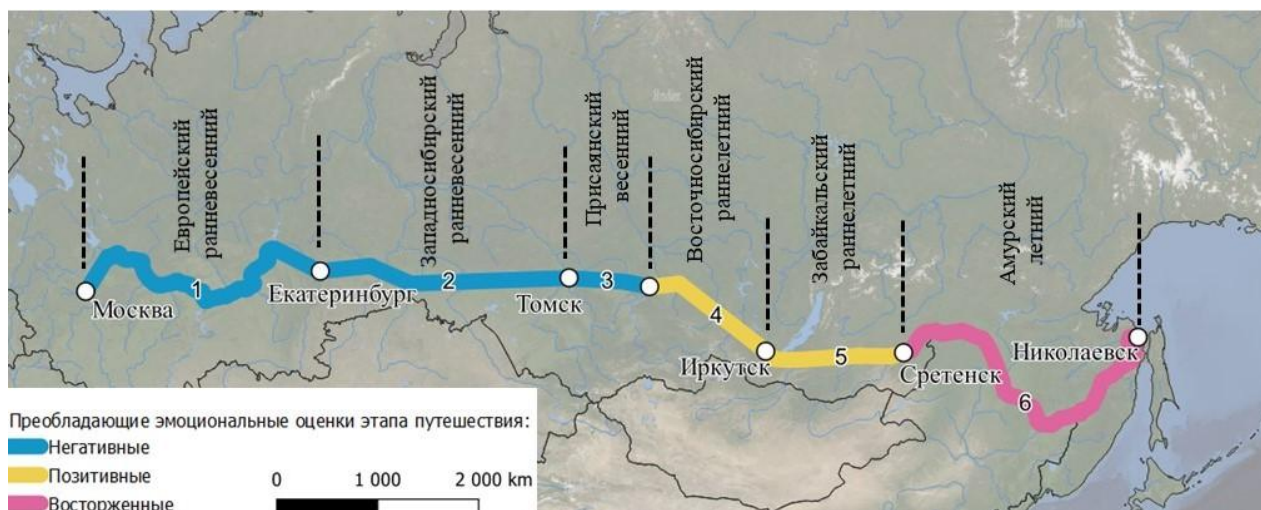 Европейский
ранневесенний
Западносибирский
ранневесенний
Присаянский
весенний
Восточносибирский
раннелетний
Забайкальский
раннелетний
Амурский
летний
1
2
3
4
5
6
Москва
Екатеринбург
Томск
Иркутск
Сретенск
Николаевск
Преобладающие эмоциональные оценки этапа путешествия:
Негативные
Позитивные
Восторженные
0 1 000 2 000 km